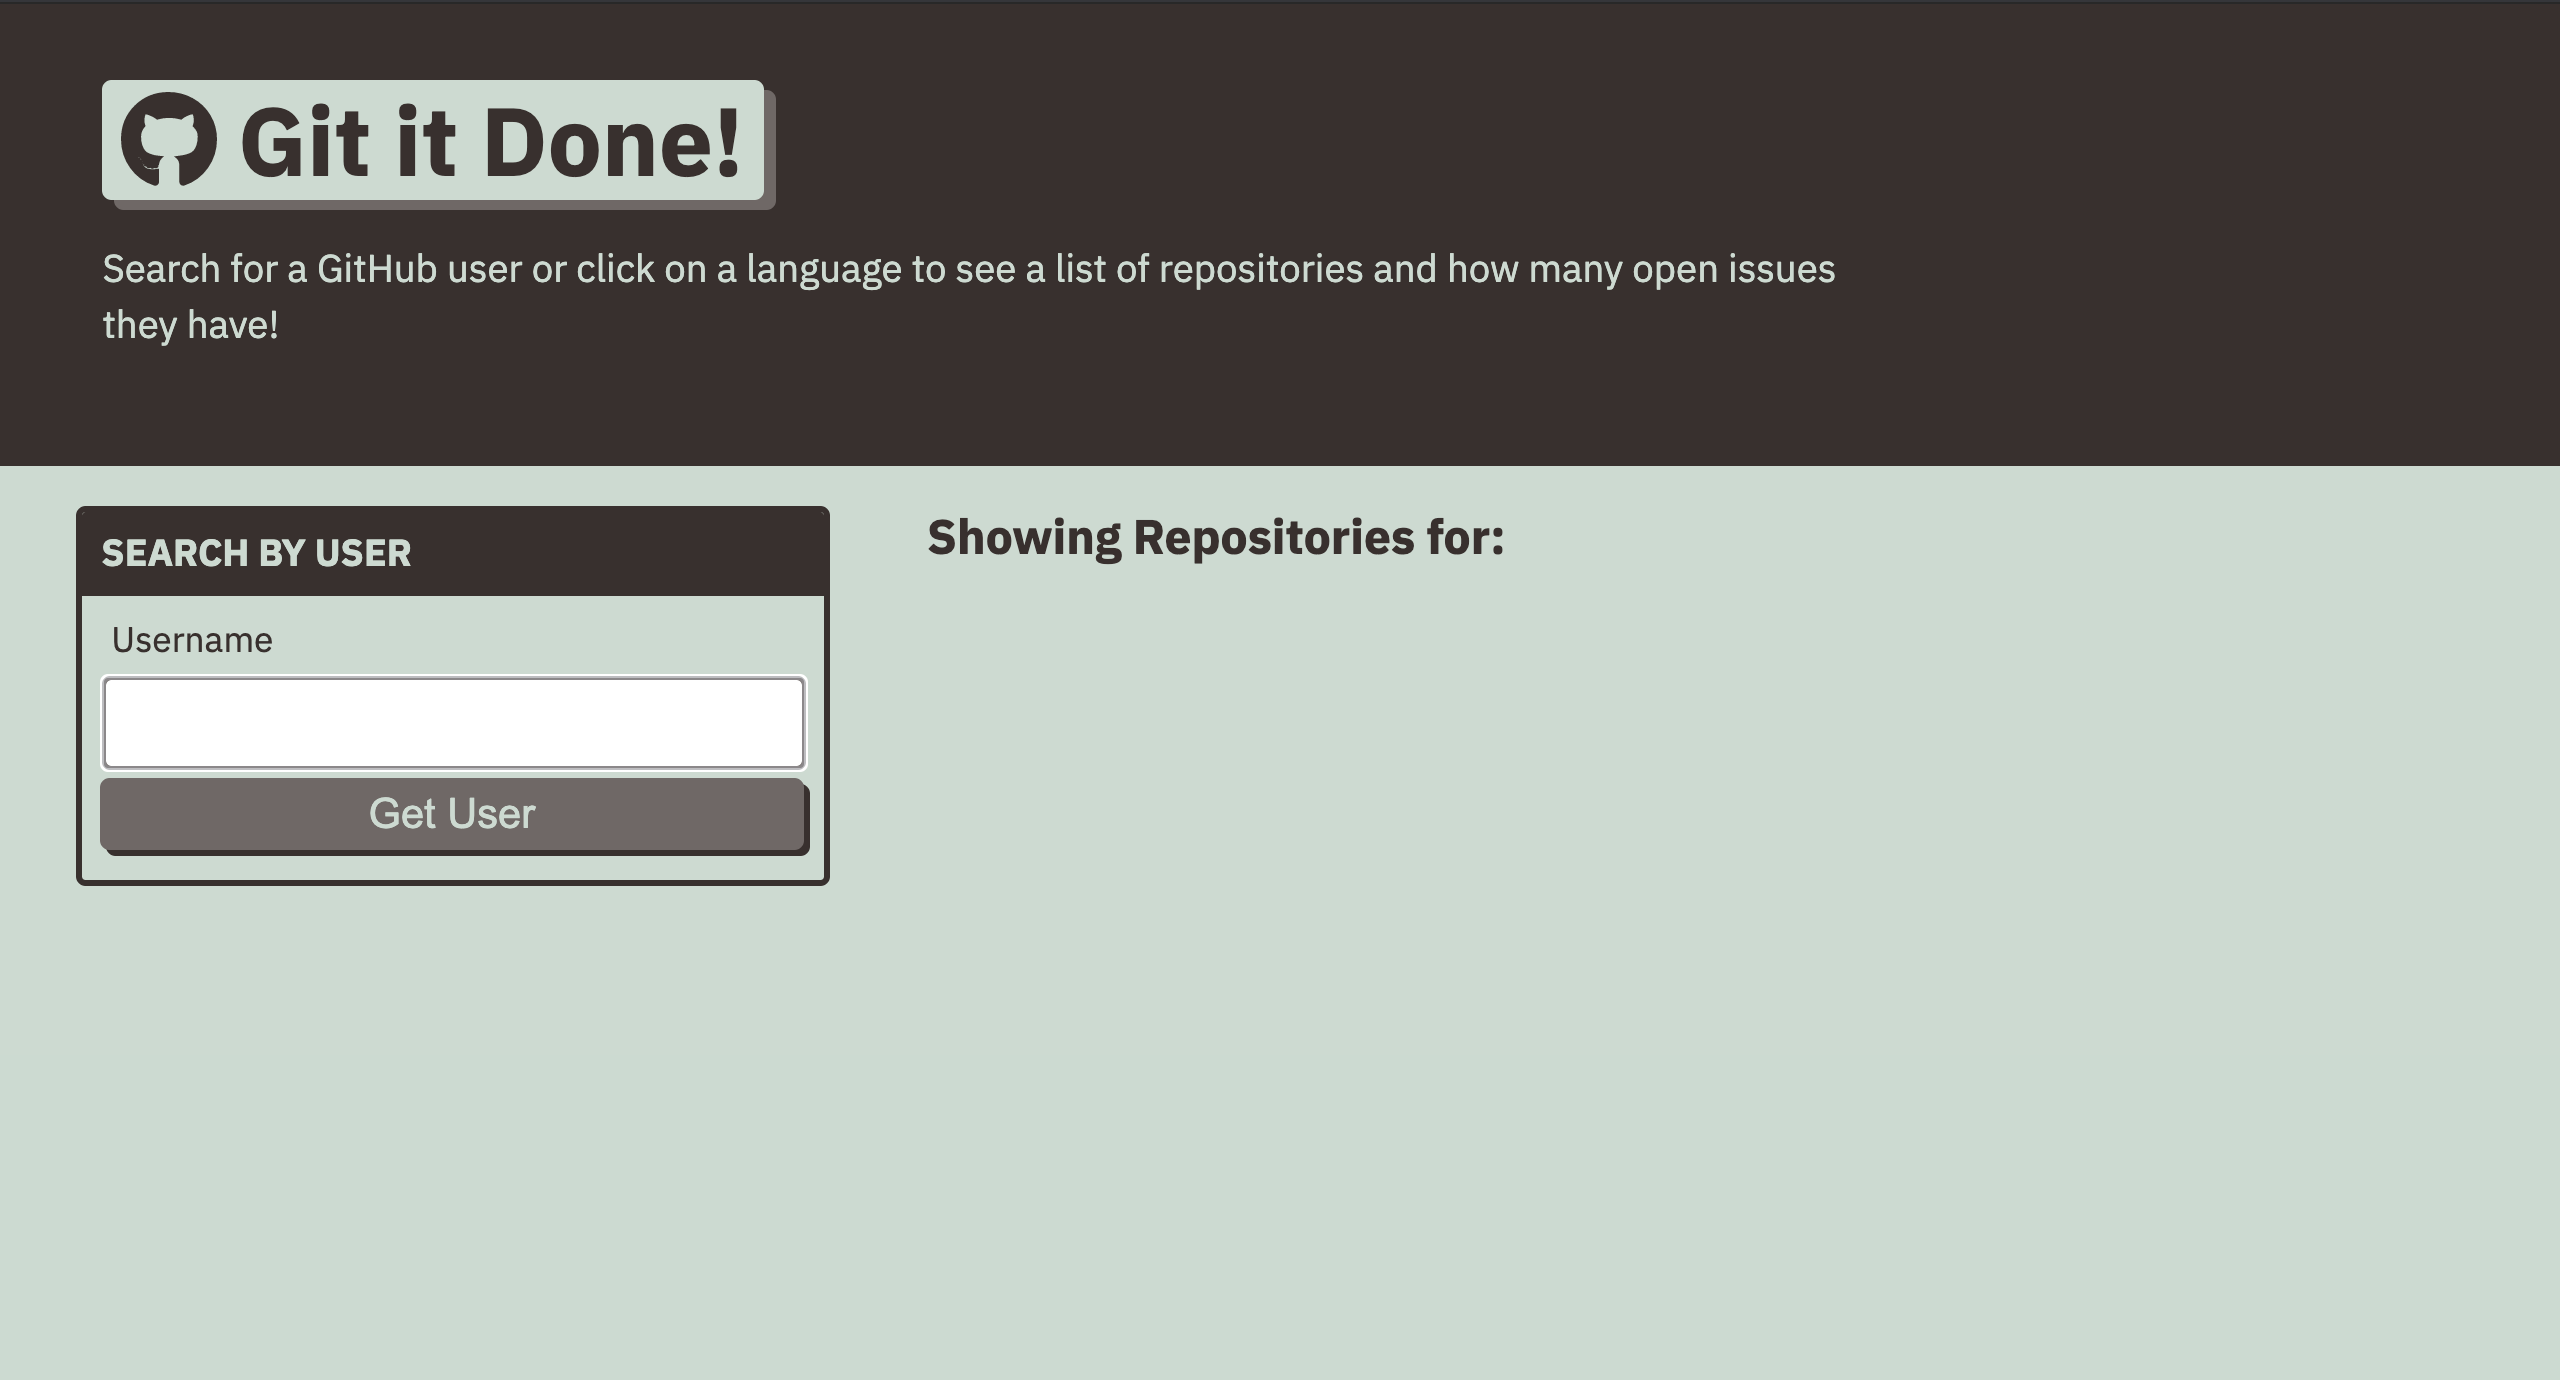 Git it Done!
Search for a GitHub user or click on a language to see a list of repositories and how many open issues
they have!
SEARCH BY USER
Username
Get User
Showing Repositories for: